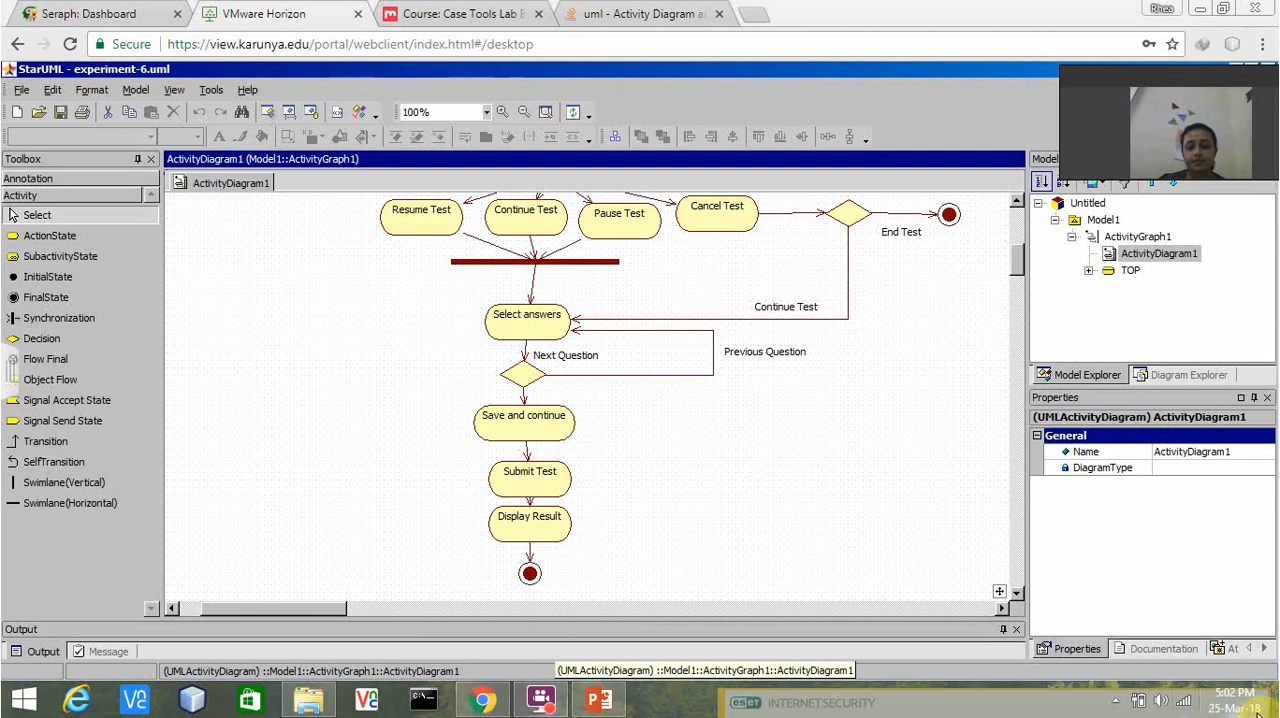 Seraph: Dashboard
VMware Horizon
Course: Case Tools Lab B
uml - Activity Diagram a
Rhea
Secure
https://view.karunya.edu/portal/webclient/index.html#/desktop
StarUML - experiment-6.uml
File Edit Format Model View Tools Help
100%
Toolbox
Annotation
Activity
Select
ActionState
SubactivityState
InitialState
FinalState
Synchronization
Decision
Flow Final
Object Flow
Signal Accept State
Signal Send State
Transition
SelfTransition
Swimlane(Vertical)
Swimlane(Horizontal)
ActivityDiagram1 (Model1::ActivityGraph1)
ActivityDiagram1
Resume Test
Continue Test
Pause Test
Cancel Test
End Test
Continue Test
Select answers
Next Question
Previous Question
Save and continue
Submit Test
Display Result
Model
Untitled
Model1
ActivityGraph1
ActivityDiagram1
TOP
Model Explorer
Diagram Explorer
Properties
(UMLActivityDiagram) ActivityDiagram1
General
Name ActivityDiagram1
DiagramType
Properties
Documentation
At
Output
Output
Message
(UMLActivityDiagram) ::Model1::ActivityGraph1::ActivityDiagram1
(UMLActivityDiagram) ::Model1::ActivityGraph1::ActivityDiagram1
eseT INTERNET SECURITY
5:02 PM
25-Mar-18